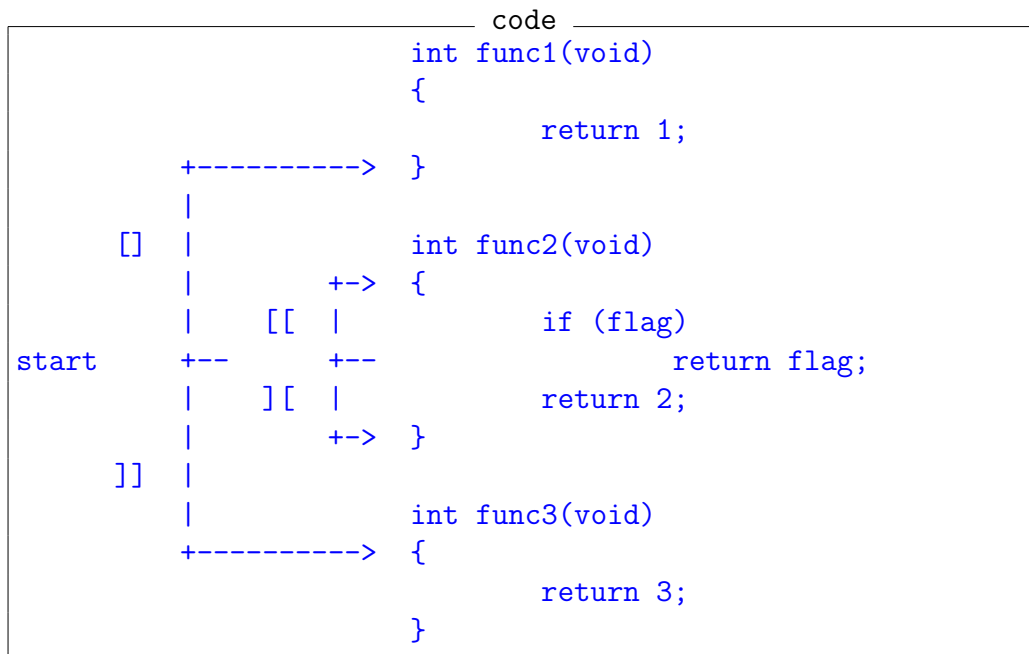 code
                        int func1(void)
                        {
                                return 1;
          +---------->  }
          |
      []  |             int func2(void)
          |        +->  {
          |    [[  |            if (flag)
start     +--      +--                  return flag;
          |    ][  |            return 2;
          |        +->  }
      ]]  |
          |             int func3(void)
          +---------->  {
                                return 3;
                        }